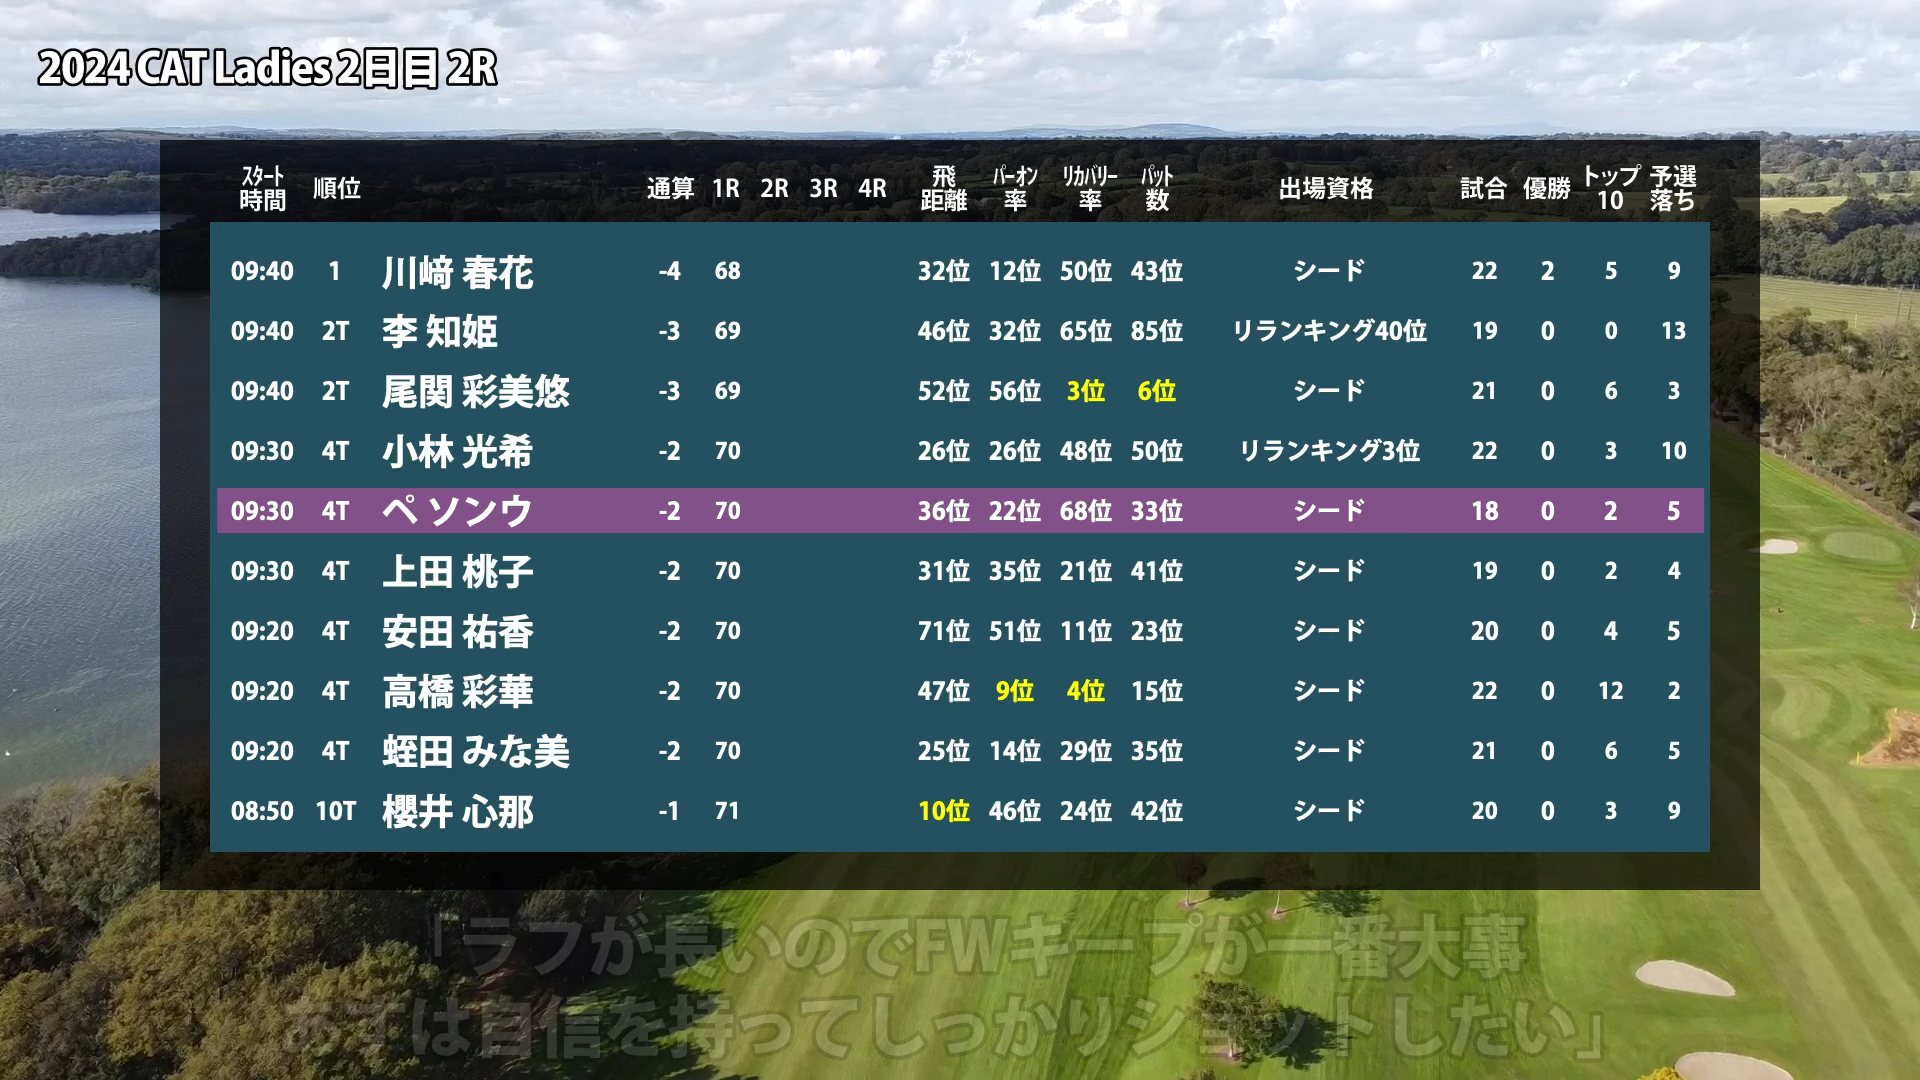 2024 CAT Ladies 2日目 2R
ｽﾀｰﾄ時間 順位 通算 1R 2R 3R 4R 飛距離 ﾊﾟｰｵﾝ率 ﾘｶﾊﾞﾘｰ率 ﾊﾟｯﾄ数 出場資格 試合 優勝 トップ10 予選落ち
09:40 1 川﨑 春花 -4 68 32位 12位 50位 43位 シード 22 2 5 9
09:40 2T 李 知姫 -3 69 46位 32位 65位 85位 リランキング40位 19 0 0 13
09:40 2T 尾関 彩美悠 -3 69 52位 56位 3位 6位 シード 21 0 6 3
09:30 4T 小林 光希 -2 70 26位 26位 48位 50位 リランキング3位 22 0 3 10
09:30 4T ペ ソンウ -2 70 36位 22位 68位 33位 シード 18 0 2 5
09:30 4T 上田 桃子 -2 70 31位 35位 21位 41位 シード 19 0 2 4
09:20 4T 安田 祐香 -2 70 71位 51位 11位 23位 シード 20 0 4 5
09:20 4T 高橋 彩華 -2 70 47位 9位 4位 15位 シード 22 0 12 2
09:20 4T 蛭田 みな美 -2 70 25位 14位 29位 35位 シード 21 0 6 5
08:50 10T 櫻井 心那 -1 71 10位 46位 24位 42位 シード 20 0 3 9
「ラフが長いのでFWキープが一番大事
あすは自信を持ってしっかりショットしたい」